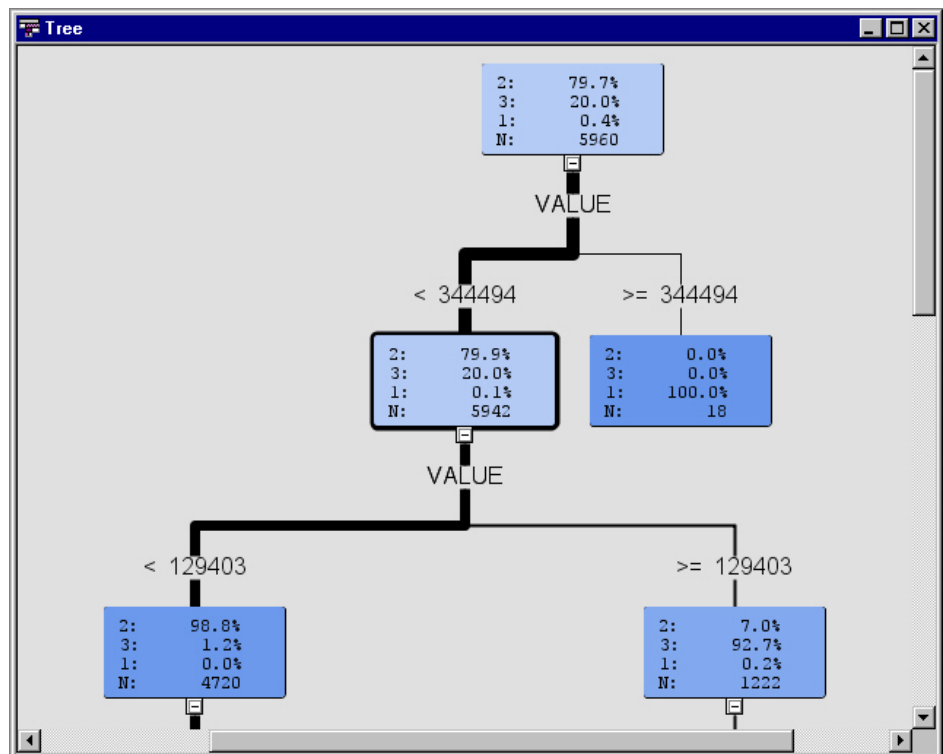 Tree
2: 79.7%
3: 20.0%
1: 0.4%
N: 5960
VALUE
< 344494 >= 344494
2: 79.9%
3: 20.0%
1: 0.1%
N: 5942
2: 0.0%
3: 0.0%
1: 100.0%
N: 18
VALUE
< 129403 >= 129403
2: 98.8%
3: 1.2%
1: 0.0%
N: 4720
2: 7.0%
3: 92.7%
1: 0.2%
N: 1222